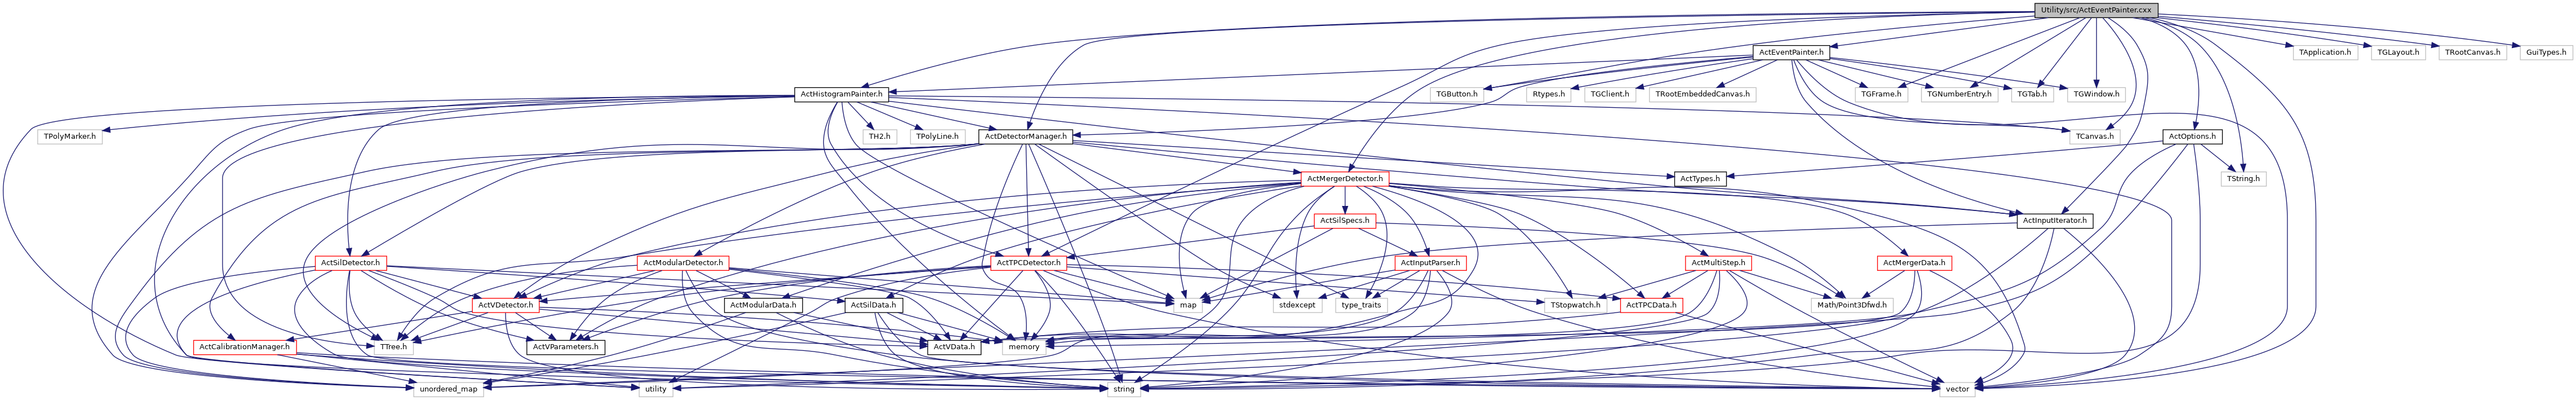 Utility/src/ActEventPainter.cxx
ActEventPainter.h
TApplication.h
TGLayout.h
TRootCanvas.h
GuiTypes.h
ActHistogramPainter.h
TGButton.h
Rtypes.h
TGClient.h
TRootEmbeddedCanvas.h
TGFrame.h
TGNumberEntry.h
TGTab.h
TGWindow.h
TPolyMarker.h
TH2.h
TPolyLine.h
ActDetectorManager.h
TCanvas.h
ActOptions.h
ActMergerDetector.h
ActTypes.h
TString.h
ActSilSpecs.h
ActInputIterator.h
ActSilDetector.h
ActModularDetector.h
ActTPCDetector.h
ActInputParser.h
ActMultiStep.h
ActMergerData.h
ActVDetector.h
ActModularData.h
ActSilData.h
map
stdexcept
type_traits
TStopwatch.h
ActTPCData.h
Math/Point3Dfwd.h
ActCalibrationManager.h
TTree.h
ActVParameters.h
ActVData.h
memory
unordered_map
utility
string
vector